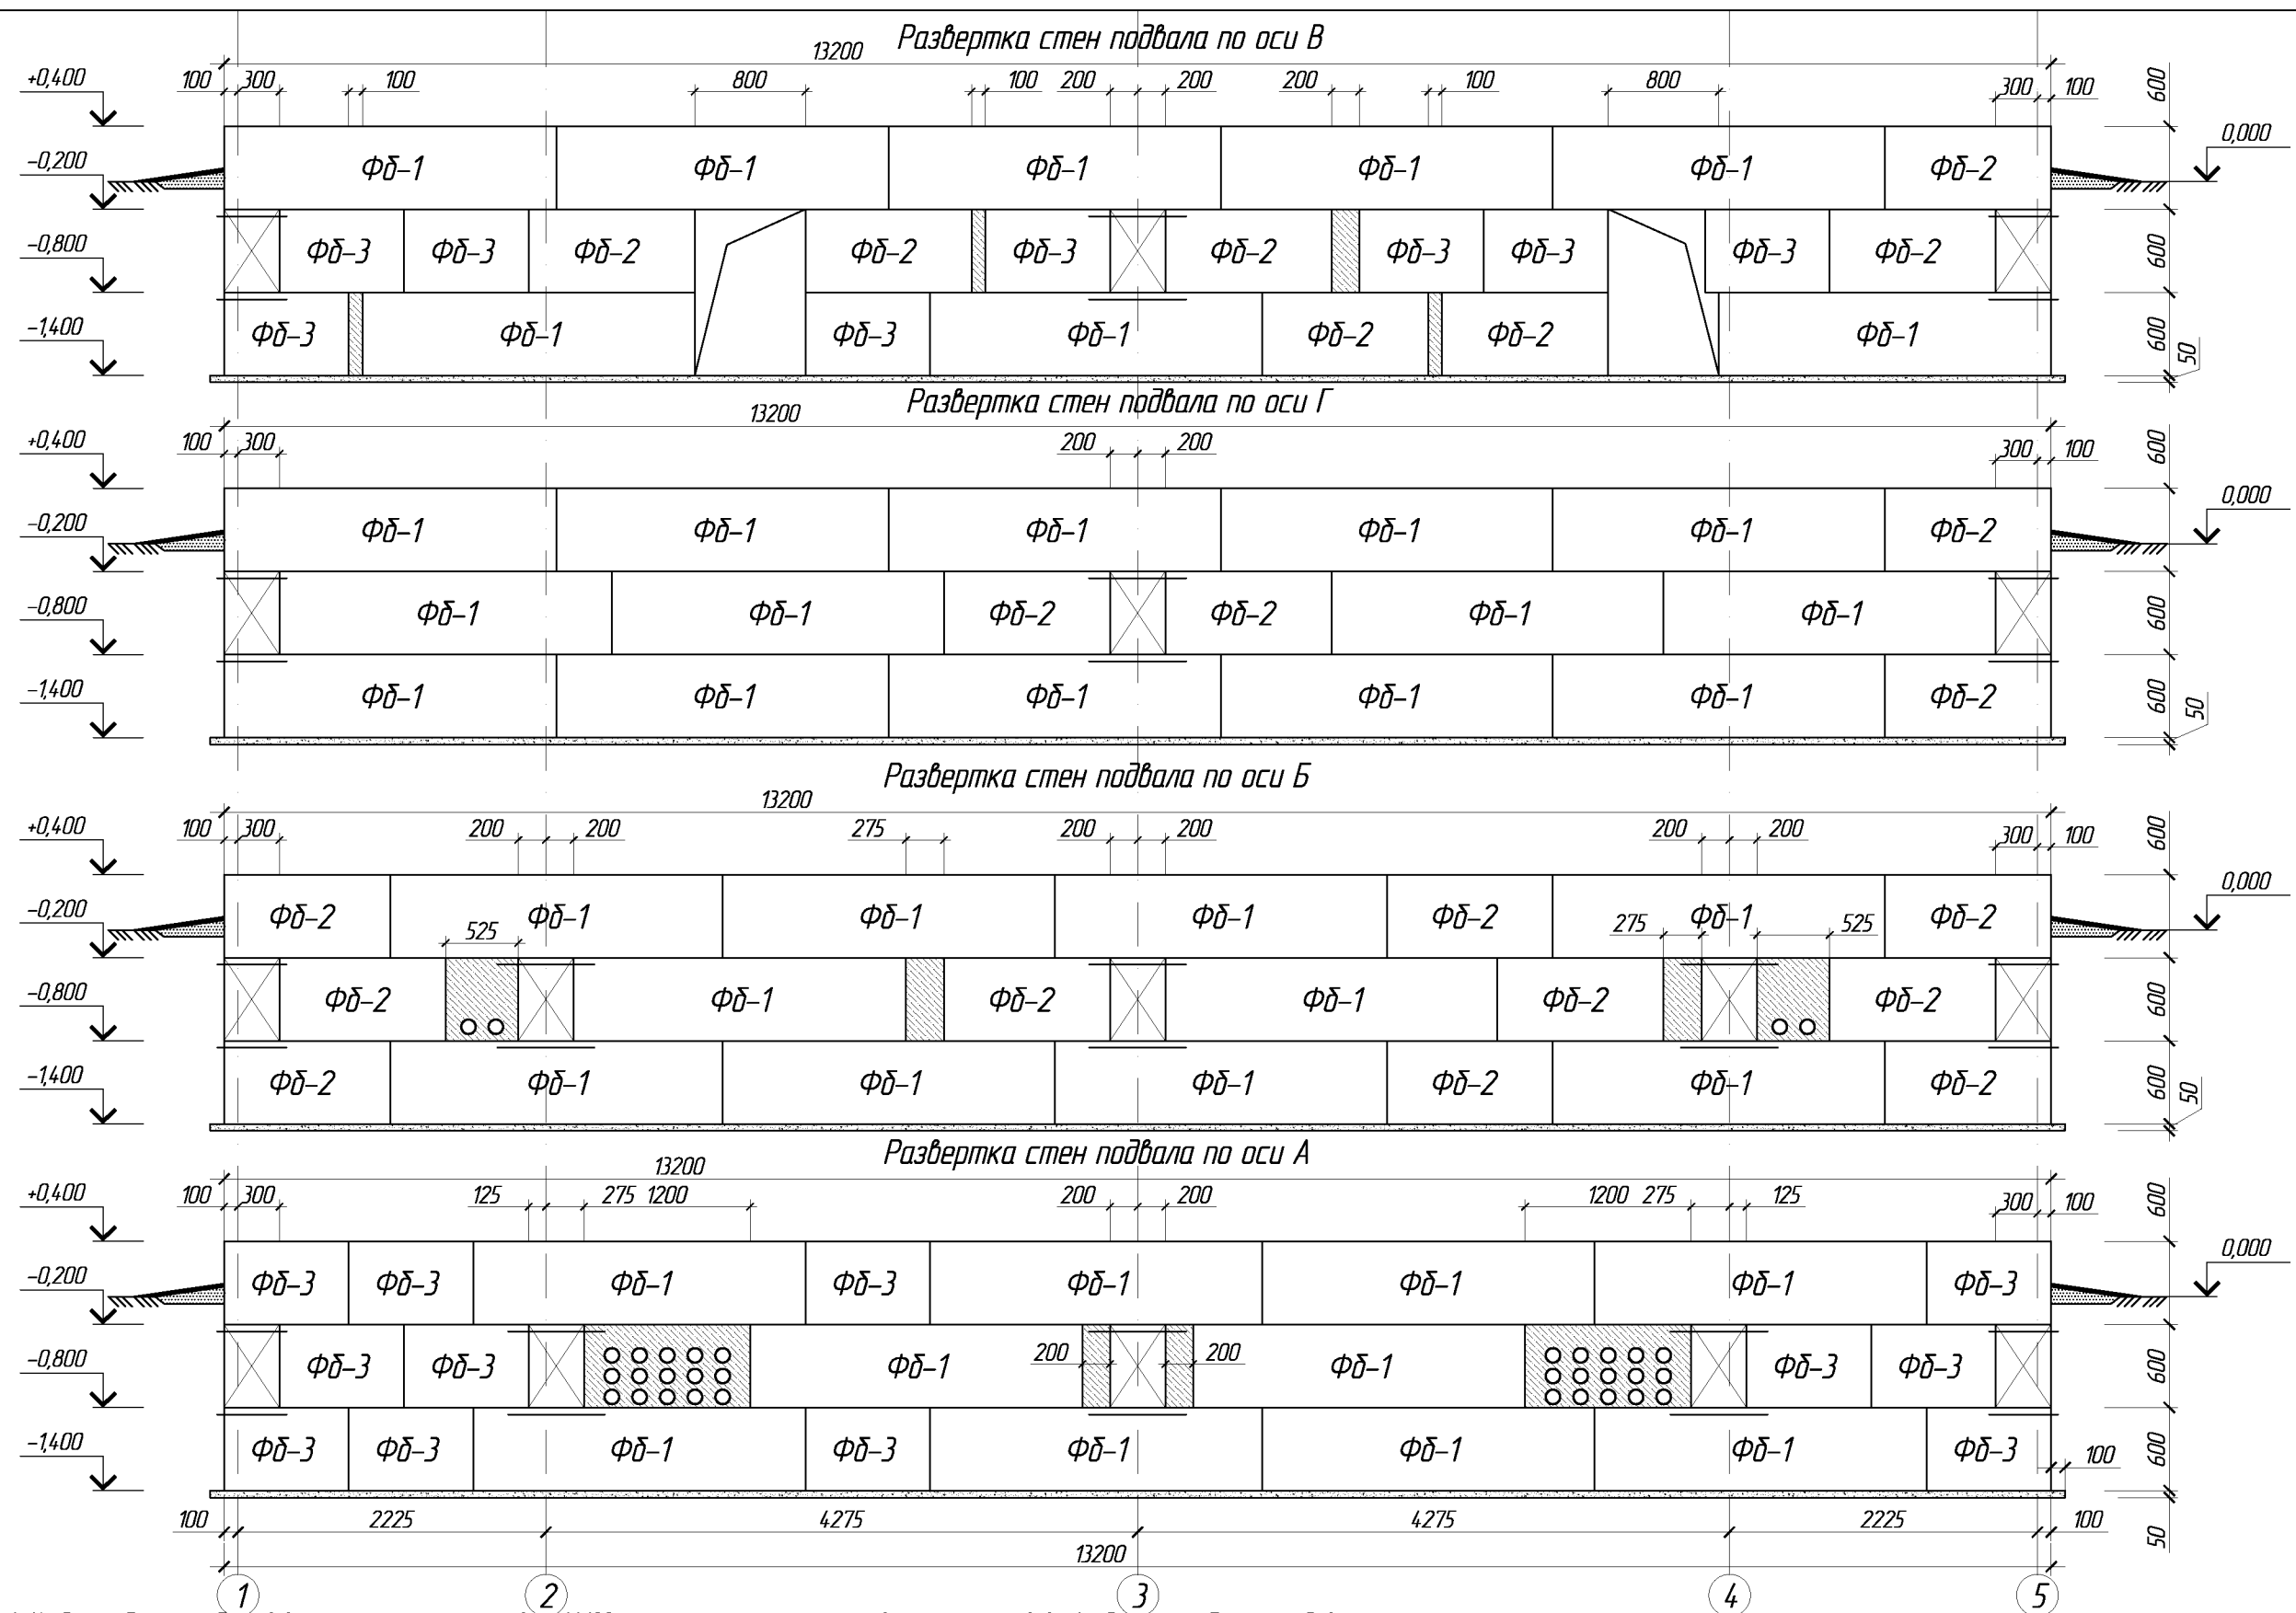 Развертка стен подвала по оси В
13200
+0,400 100 300 100 800 100 200 200 200 100 800 300 100 600
0,000
-0,200 Фб-1 Фб-1 Фб-1 Фб-1 Фб-1 Фб-2
-0,800 Фб-3 Фб-3 Фб-2 Фб-2 Фб-3 Фб-2 Фб-3 Фб-3 Фб-3 Фб-2 600
-1,400 Фб-3 Фб-1 Фб-3 Фб-1 Фб-2 Фб-2 Фб-1 600 50
Развертка стен подвала по оси Г
13200
+0,400 100 300 200 200 300 100 600
0,000
-0,200 Фб-1 Фб-1 Фб-1 Фб-1 Фб-1 Фб-2
-0,800 Фб-1 Фб-1 Фб-2 Фб-2 Фб-1 Фб-1 600
-1,400 Фб-1 Фб-1 Фб-1 Фб-1 Фб-1 Фб-2 600 50
Развертка стен подвала по оси Б
13200
+0,400 100 300 200 200 275 200 200 200 200 300 100 600
0,000
-0,200 Фб-2 Фб-1 Фб-1 Фб-1 Фб-2 Фб-1 Фб-2
525 275 525
-0,800 Фб-2 Фб-1 Фб-2 Фб-1 Фб-2 Фб-2 600
-1,400 Фб-2 Фб-1 Фб-1 Фб-1 Фб-2 Фб-1 Фб-2 600 50
Развертка стен подвала по оси А
13200
+0,400 100 300 125 275 1200 200 200 1200 275 125 300 100 600
0,000
-0,200 Фб-3 Фб-3 Фб-1 Фб-3 Фб-1 Фб-1 Фб-1 Фб-3
-0,800 Фб-3 Фб-3 Фб-1 200 200 Фб-1 Фб-3 Фб-3 600
-1,400 Фб-3 Фб-3 Фб-1 Фб-3 Фб-1 Фб-1 Фб-1 Фб-3 600
100
100 2225 4275 4275 2225 100 50
13200
1 2 3 4 5